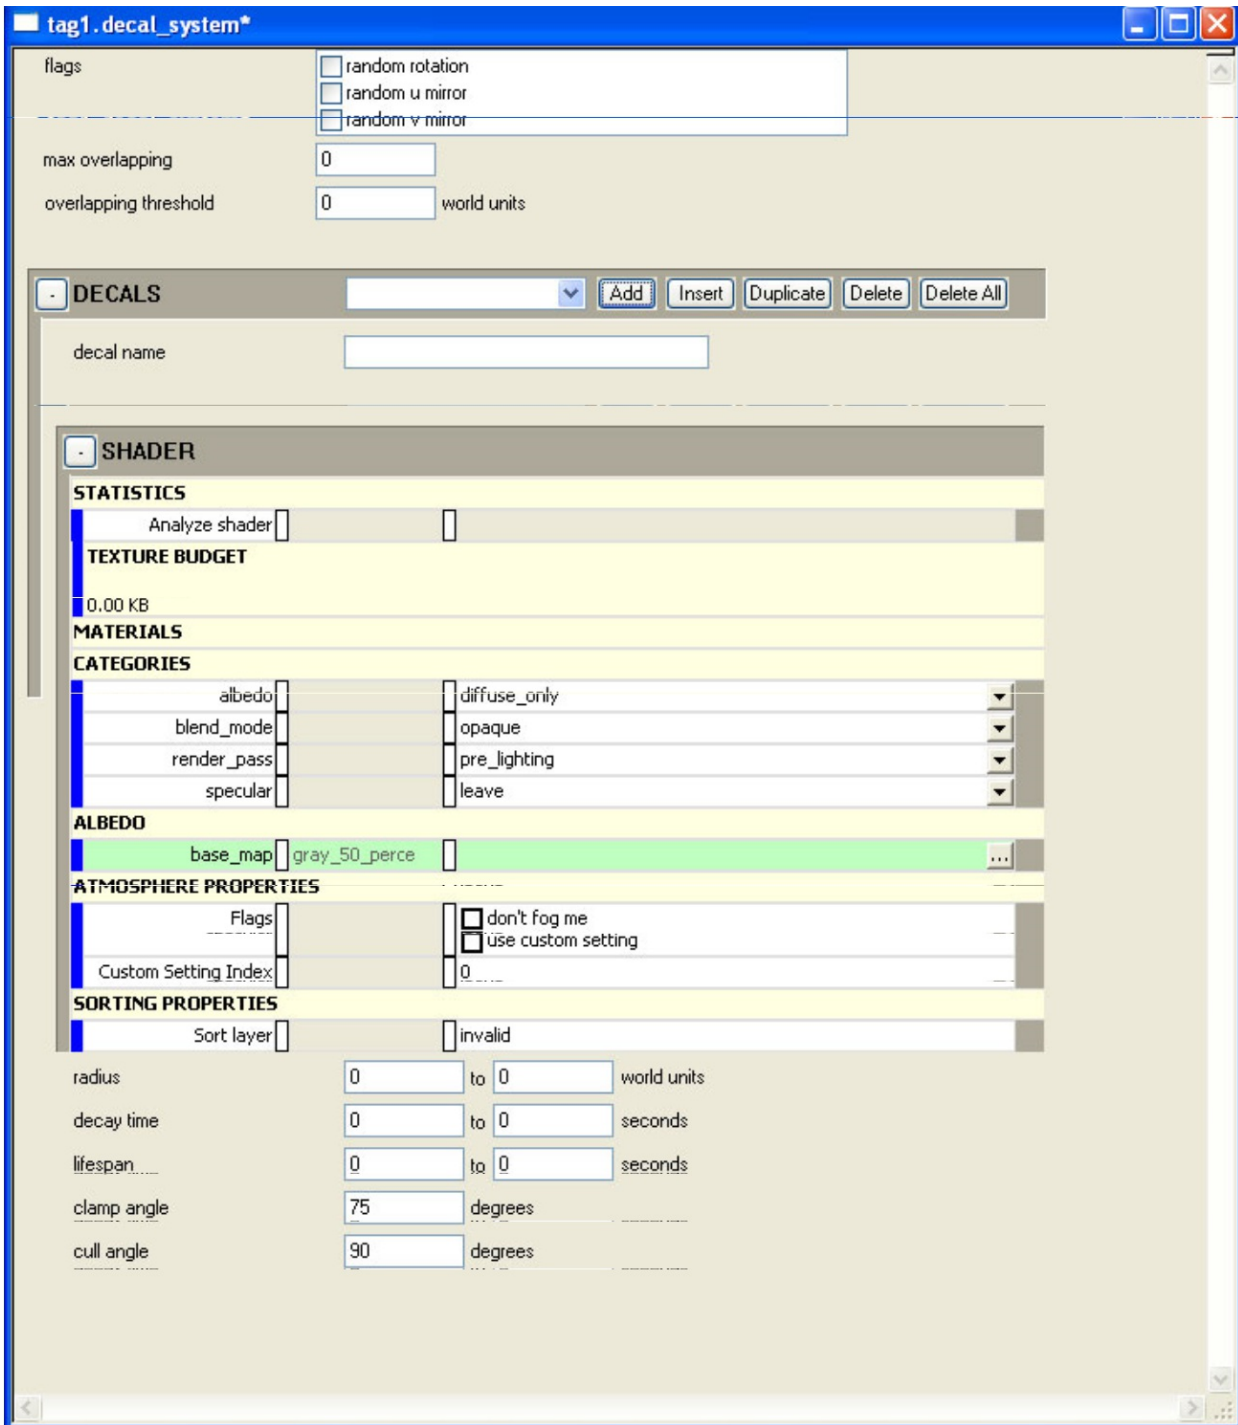 tag1.decal_system*
flags
random rotation
random u mirror
random v mirror
max overlapping 0
overlapping threshold 0 world units
- DECALS Add Insert Duplicate Delete Delete All
decal name
- SHADER
STATISTICS
Analyze shader
TEXTURE BUDGET
0.00 KB
MATERIALS
CATEGORIES
albedo diffuse_only
blend_mode opaque
render_pass pre_lighting
specular leave
ALBEDO
base_map gray_50_perce ...
ATMOSPHERE PROPERTIES
Flags don't fog me
use custom setting
Custom Setting Index 0
SORTING PROPERTIES
Sort layer invalid
radius 0 to 0 world units
decay time 0 to 0 seconds
lifespan 0 to 0 seconds
clamp angle 75 degrees
cull angle 90 degrees